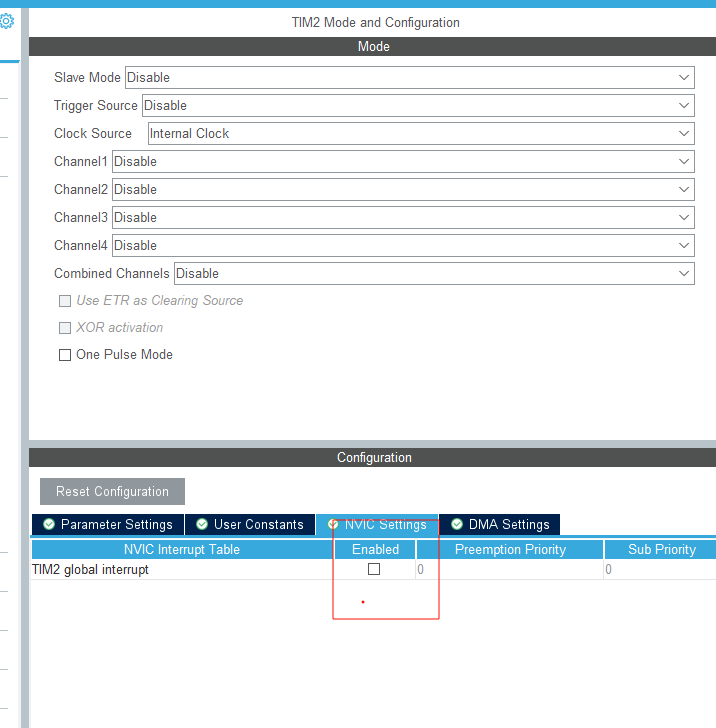 TIM2 Mode and Configuration
Mode
Slave Mode Disable
Trigger Source Disable
Clock Source Internal Clock
Channel1 Disable
Channel2 Disable
Channel3 Disable
Channel4 Disable
Combined Channels Disable
Use ETR as Clearing Source
XOR activation
One Pulse Mode
Configuration
Reset Configuration
Parameter Settings User Constants NVIC Settings DMA Settings
NVIC Interrupt Table Enabled Preemption Priority Sub Priority
TIM2 global interrupt 0 0